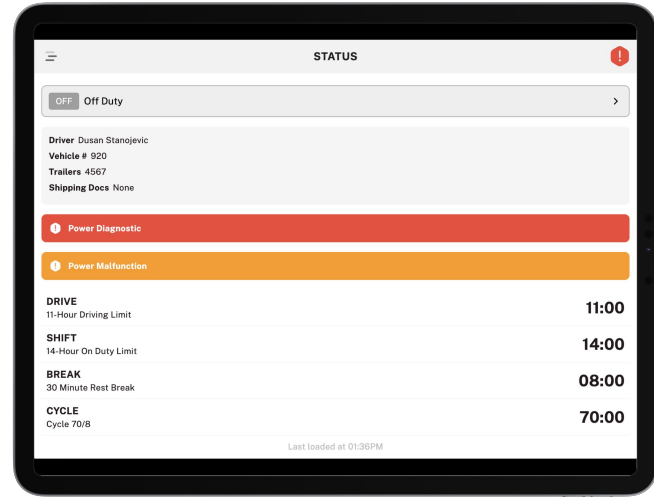 STATUS
!
OFF Off Duty
Driver Dusan Stanojevic
Vehicle # 920
Trailers 4567
Shipping Docs None
! Power Diagnostic
! Power Malfunction
DRIVE
11-Hour Driving Limit
11:00
SHIFT
14-Hour On Duty Limit
14:00
BREAK
30 Minute Rest Break
08:00
CYCLE
Cycle 70/8
70:00
Last loaded at 01:36PM